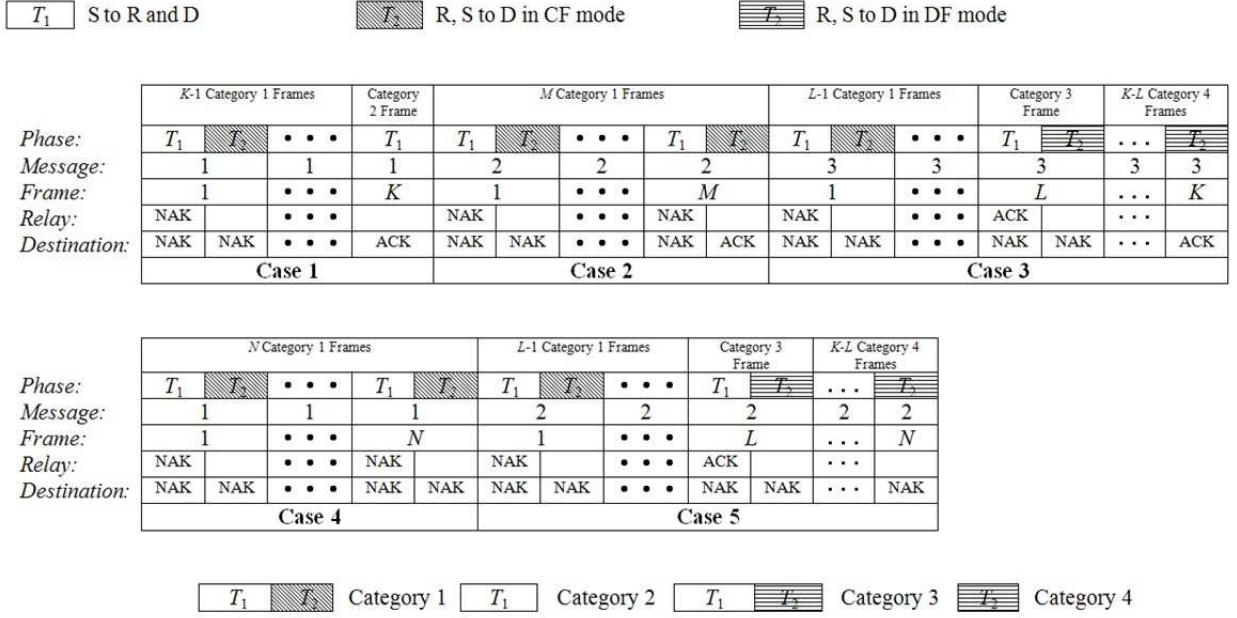 T₁ S to R and D T₂ R, S to D in CF mode T₂ R, S to D in DF mode
K-1 Category 1 Frames Category 2 Frame M Category 1 Frames L-1 Category 1 Frames Category 3 Frame K-L Category 4 Frames
Phase: T₁ T₂ • • • T₁ T₁ T₂ • • • T₁ T₂ T₁ T₂ • • • T₁ T₂ . . . T₂
Message: 1 1 1 2 2 2 3 3 3 3 3
Frame: 1 • • • K 1 • • • M 1 • • • L . . . K
Relay: NAK • • • NAK • • • NAK NAK • • • ACK . . .
Destination: NAK NAK • • • ACK NAK NAK • • • NAK ACK NAK NAK • • • NAK NAK . . . ACK
Case 1 Case 2 Case 3
N Category 1 Frames L-1 Category 1 Frames Category 3 Frame K-L Category 4 Frames
Phase: T₁ T₂ • • • T₁ T₂ T₁ T₂ • • • T₁ T₂ . . . T₂
Message: 1 1 1 2 2 2 2 2
Frame: 1 • • • N 1 • • • L . . . N
Relay: NAK • • • NAK NAK • • • ACK . . .
Destination: NAK NAK • • • NAK NAK NAK NAK • • • NAK NAK . . . NAK
Case 4 Case 5
T₁ T₂ Category 1 T₁ Category 2 T₁ T₂ Category 3 T₂ Category 4